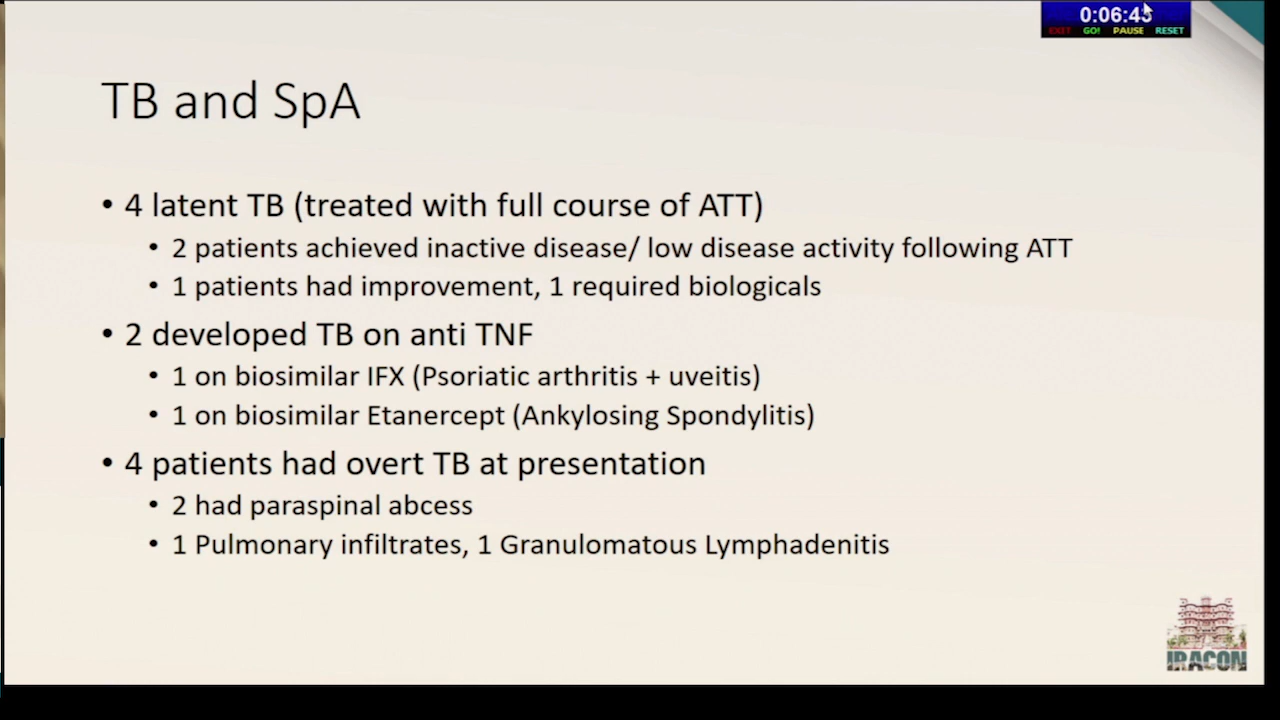 0:06:43
EXIT GO! PAUSE RESET
TB and SpA
• 4 latent TB (treated with full course of ATT)
• 2 patients achieved inactive disease/ low disease activity following ATT
• 1 patients had improvement, 1 required biologicals
• 2 developed TB on anti TNF
• 1 on biosimilar IFX (Psoriatic arthritis + uveitis)
• 1 on biosimilar Etanercept (Ankylosing Spondylitis)
• 4 patients had overt TB at presentation
• 2 had paraspinal abcess
• 1 Pulmonary infiltrates, 1 Granulomatous Lymphadenitis
IRACON